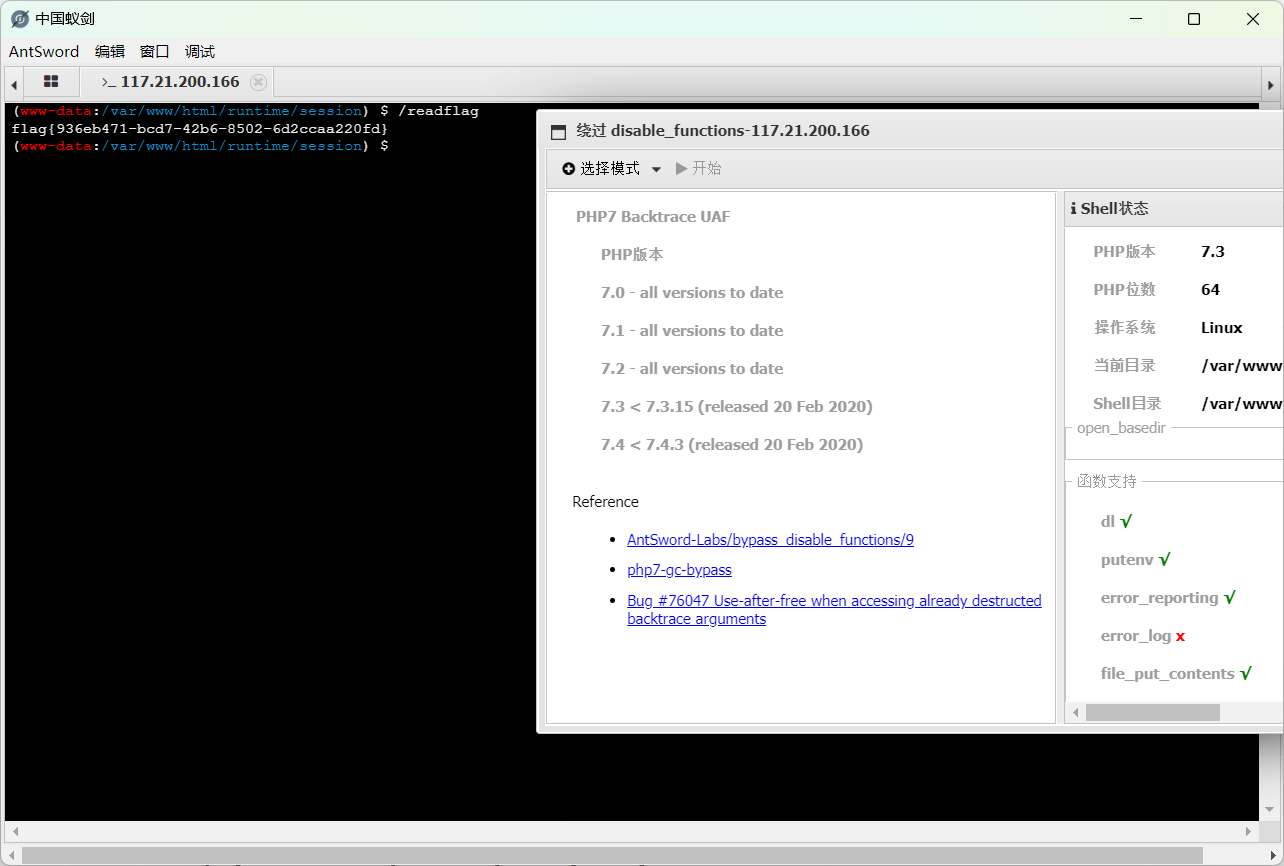 中国蚁剑
AntSword 编辑 窗口 调试
>_ 117.21.200.166
(www-data:/var/www/html/runtime/session) $ /readflag
flag{936eb471-bcd7-42b6-8502-6d2ccaa220fd}
(www-data:/var/www/html/runtime/session) $
绕过 disable_functions-117.21.200.166
选择模式 开始
PHP7 Backtrace UAF
PHP版本
7.0 - all versions to date
7.1 - all versions to date
7.2 - all versions to date
7.3 < 7.3.15 (released 20 Feb 2020)
7.4 < 7.4.3 (released 20 Feb 2020)
Reference
AntSword-Labs/bypass_disable_functions/9
php7-gc-bypass
Bug #76047 Use-after-free when accessing already destructed
backtrace arguments
Shell状态
PHP版本 7.3
PHP位数 64
操作系统 Linux
当前目录 /var/www
Shell目录 /var/www
open_basedir
函数支持
dl √
putenv √
error_reporting √
error_log x
file_put_contents √